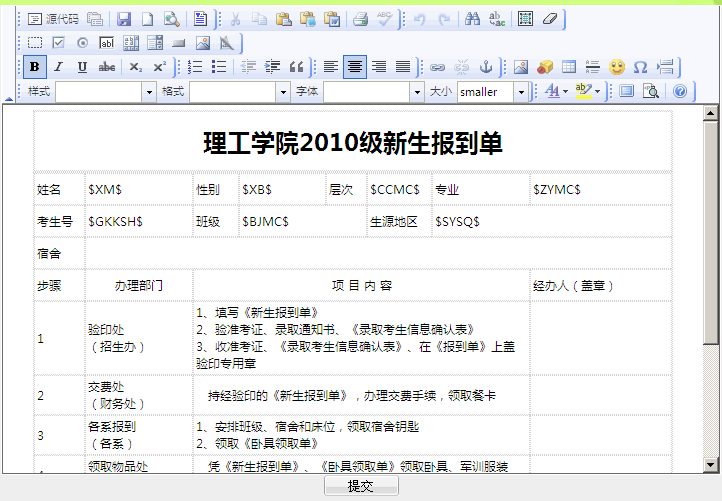 源代码
样式 格式 字体 大小 smaller
理工学院2010级新生报到单
姓名 $XM$ 性别 $XB$ 层次 $CCMC$ 专业 $ZYMC$
考生号 $GKKSH$ 班级 $BJMC$ 生源地区 $SYSQ$
宿舍
步骤 办理部门 项 目 内 容 经办人（盖章）
1 验印处
（招生办）
1、填写《新生报到单》
2、验准考证、录取通知书、《录取考生信息确认表》
3、收准考证、《录取考生信息确认表》、在《报到单》上盖
验印专用章
2 交费处
（财务处）
持经验印的《新生报到单》，办理交费手续，领取餐卡
3 各系报到
（各系）
1、安排班级、宿舍和床位，领取宿舍钥匙
2、领取《卧具领取单》
领取物品处 凭《新生报到单》、《卧具领取单》领取卧具、军训服装
提交